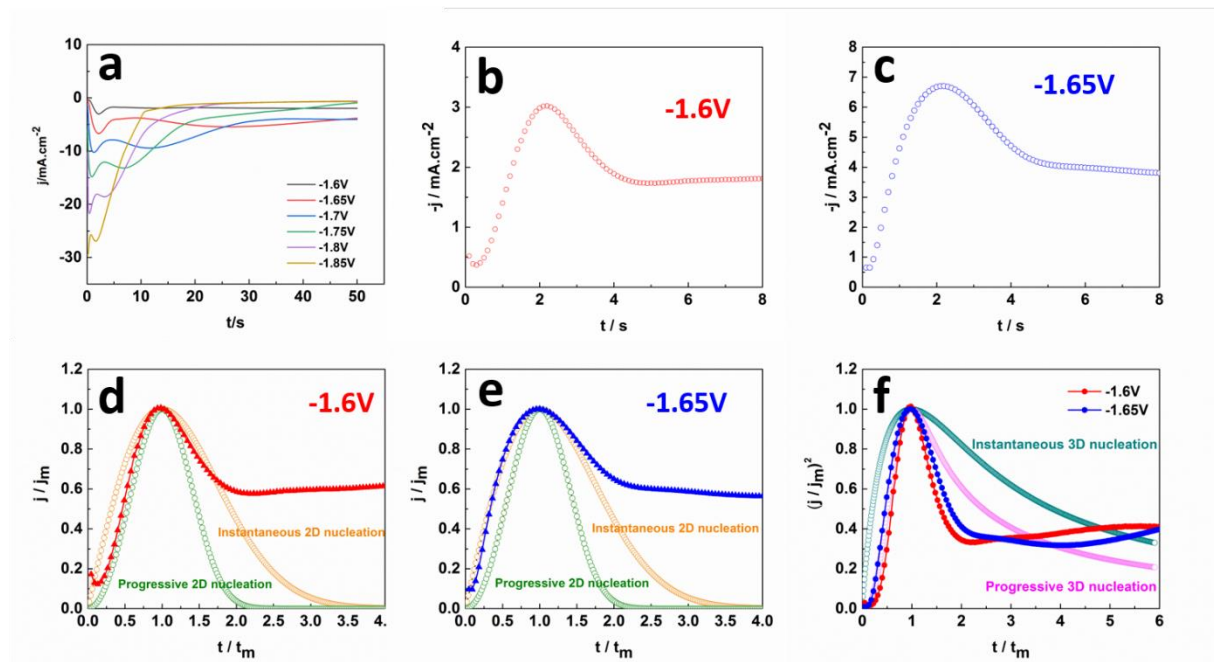 a
10
0
-10
-20
-30
j/mA.cm-2
-1.6V
-1.65V
-1.7V
-1.75V
-1.8V
-1.85V
0 10 20 30 40 50
t/s
b
-1.6V
4
3
2
1
0
-j / mA.cm-2
0 2 4 6 8
t / s
c
-1.65V
8
7
6
5
4
3
2
1
0
-j / mA.cm-2
0 2 4 6 8
t / s
d
-1.6V
1.2
1.0
0.8
0.6
0.4
0.2
0.0
j / jm
Instantaneous 2D nucleation
Progressive 2D nucleation
0.0 0.5 1.0 1.5 2.0 2.5 3.0 3.5 4.
t / tm
e
-1.65V
1.2
1.0
0.8
0.6
0.4
0.2
0.0
j / jm
Instantaneous 2D nucleation
Progressive 2D nucleation
0.0 0.5 1.0 1.5 2.0 2.5 3.0 3.5 4.0
t / tm
f
-1.6V
-1.65V
1.2
1.0
0.8
0.6
0.4
0.2
0.0
(j / jm)2
Instantaneous 3D nucleation
Progressive 3D nucleation
0 1 2 3 4 5 6
t / tm